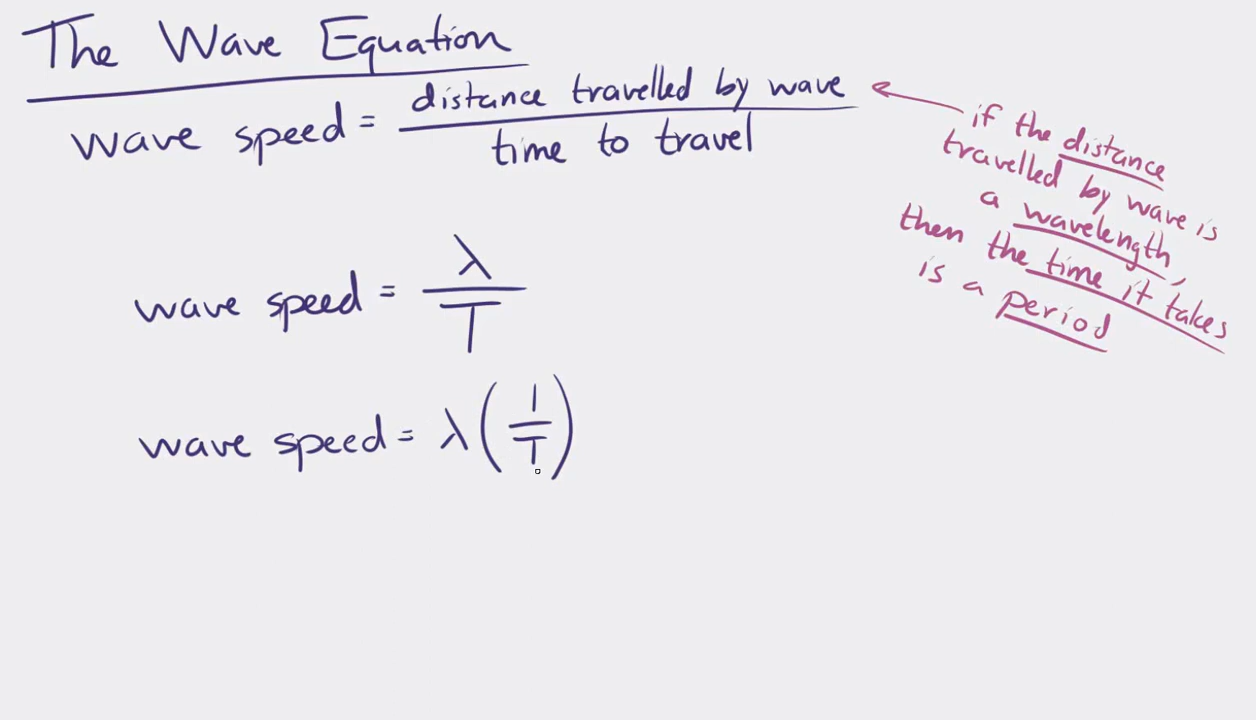 The Wave Equation
wave speed = distance travelled by wave / time to travel
if the distance
travelled by wave is
a wavelength,
then the time it takes
is a period
wave speed = λ / T
wave speed = λ (1/T)